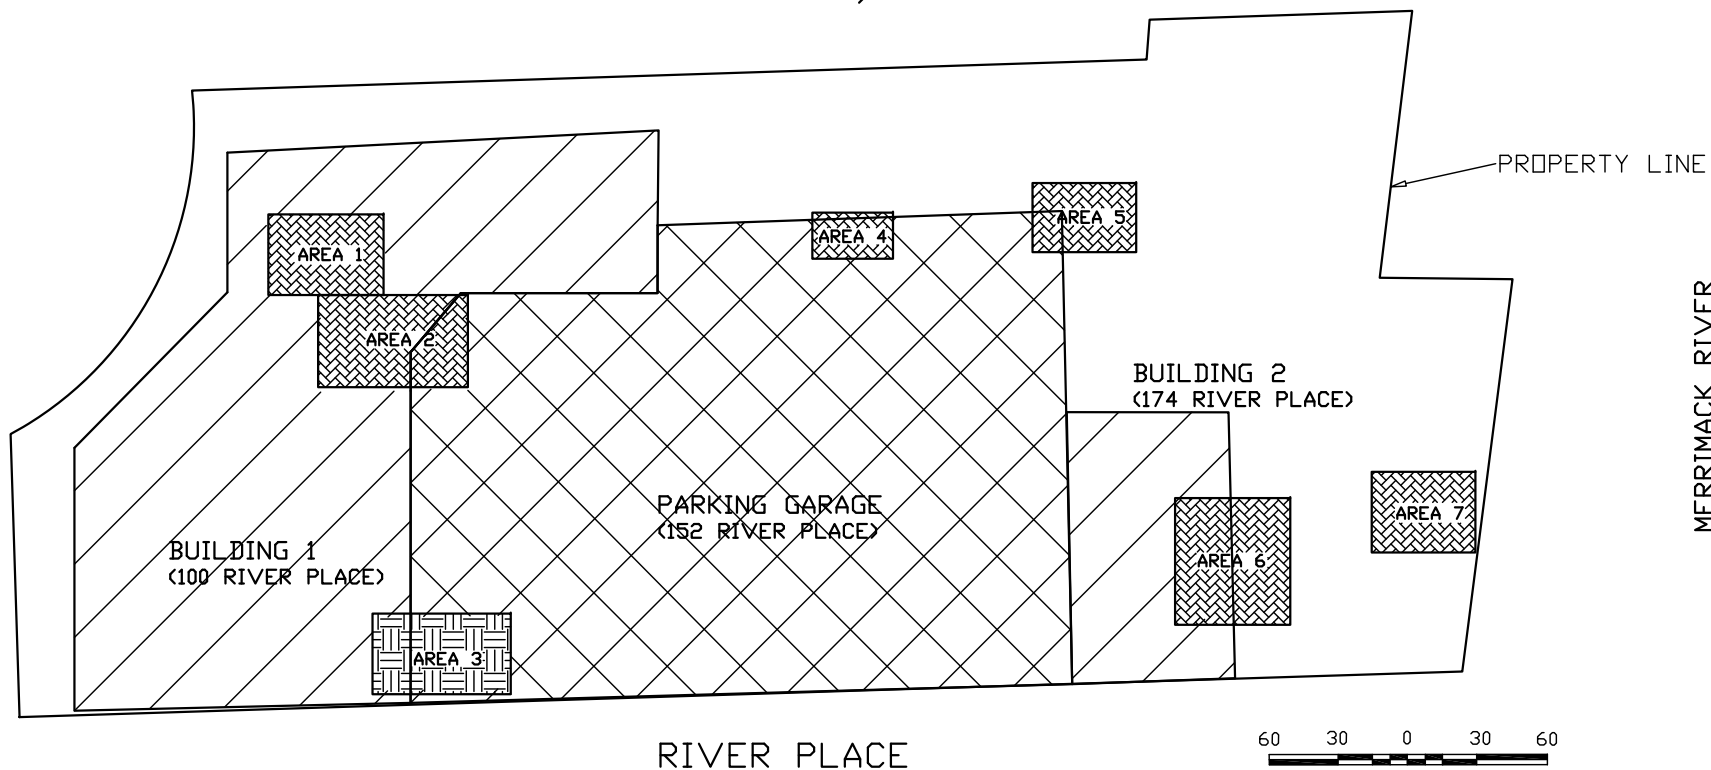 PROPERTY LINE
AREA 5
AREA 4
AREA 1
AREA 2
MERRIMACK RIVER
BUILDING 2
(174 RIVER PLACE)
PARKING GARAGE
(152 RIVER PLACE)
AREA 7
BUILDING 1
(100 RIVER PLACE)
AREA 6
AREA 3
RIVER PLACE
60 30 0 30 60